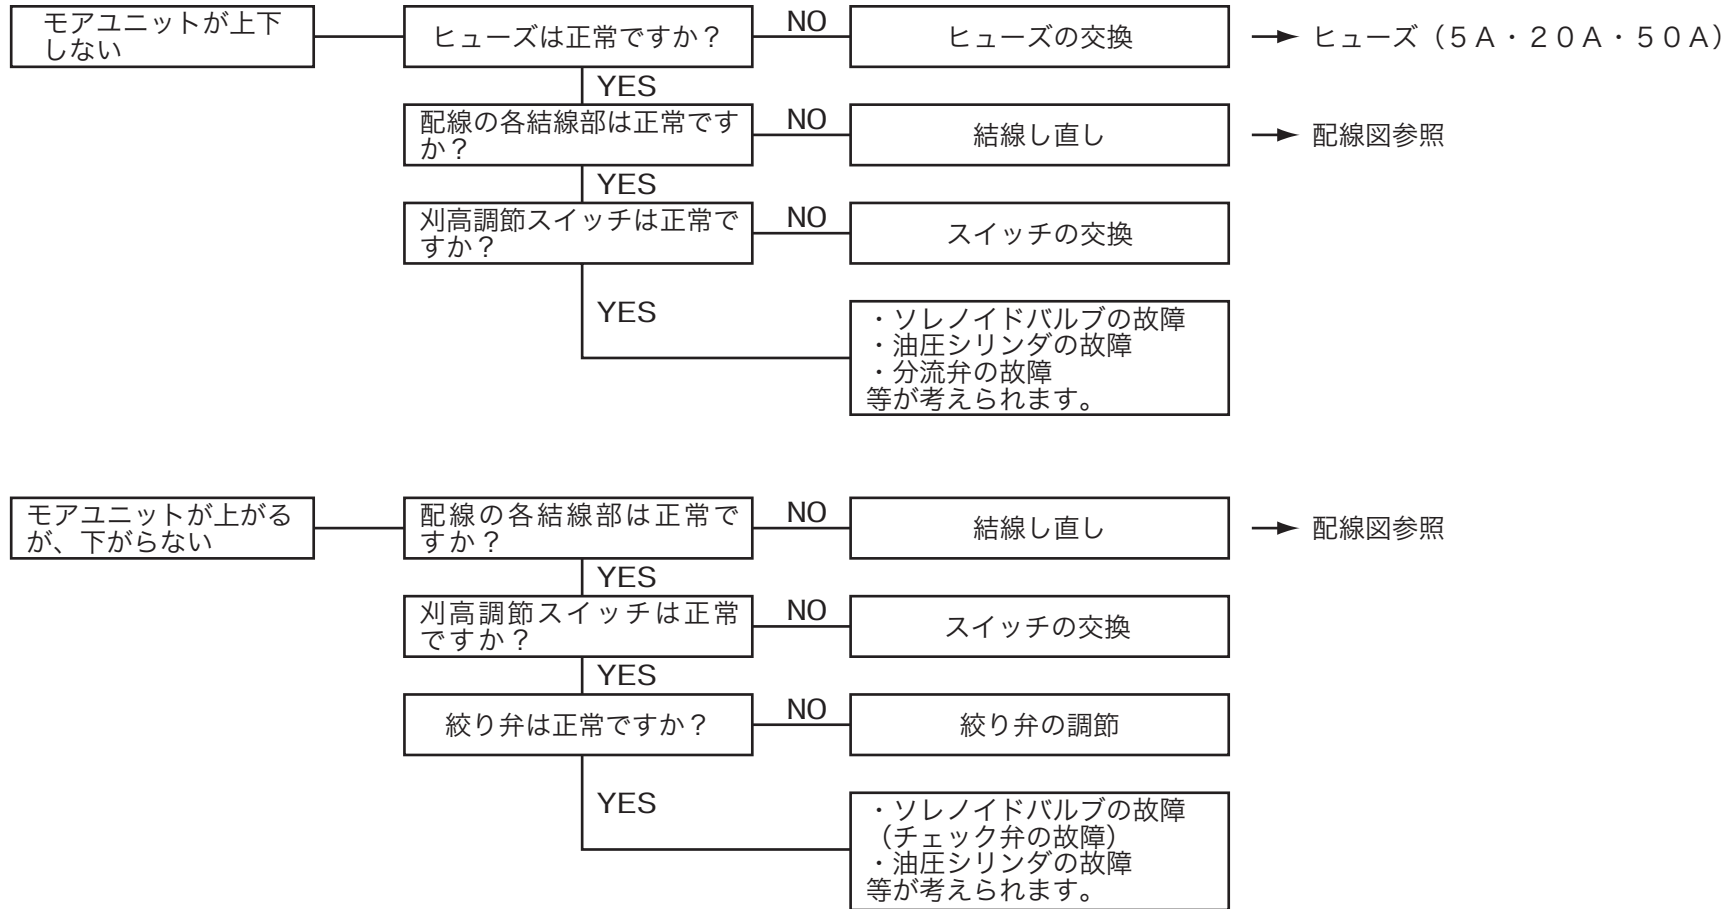 モアユニットが上下
しない
ヒューズは正常ですか？
NO
ヒューズの交換
ヒューズ（５Ａ・２０Ａ・５０Ａ）
YES
配線の各結線部は正常です
か？
NO
結線し直し
配線図参照
YES
刈高調節スイッチは正常で
すか？
NO
スイッチの交換
YES
・ソレノイドバルブの故障
・油圧シリンダの故障
・分流弁の故障
等が考えられます。
モアユニットが上がる
が、下がらない
配線の各結線部は正常で
すか？
NO
結線し直し
配線図参照
YES
刈高調節スイッチは正常
ですか？
NO
スイッチの交換
YES
絞り弁は正常ですか？
NO
絞り弁の調節
YES
・ソレノイドバルブの故障
（チェック弁の故障）
・油圧シリンダの故障
等が考えられます。